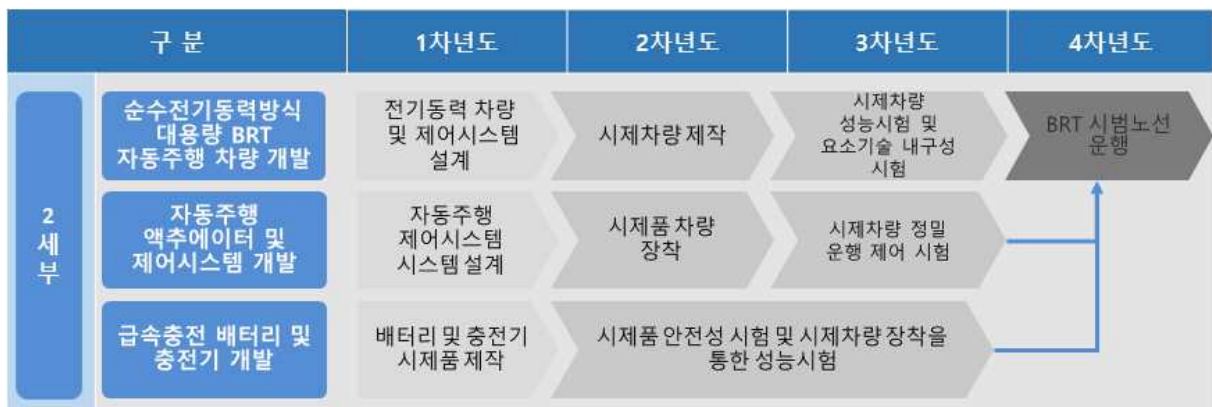 구 분
1차년도
2차년도
3차년도
4차년도
2
세
부
순수전기동력방식
대용량 BRT
자동주행 차량 개발
전기동력 차량
및 제어시스템
설계
시제차량 제작
시제차량
성능시험 및
요소기술 내구성
시험
BRT 시범노선
운행
자동주행
액추에이터 및
제어시스템 개발
자동주행
제어시스템
시스템 설계
시제품 차량
장착
시제차량 정밀
운행 제어 시험
급속충전 배터리 및
충전기 개발
배터리 및 충전기
시제품 제작
시제품 안전성 시험 및 시제차량 장착을
통한 성능시험